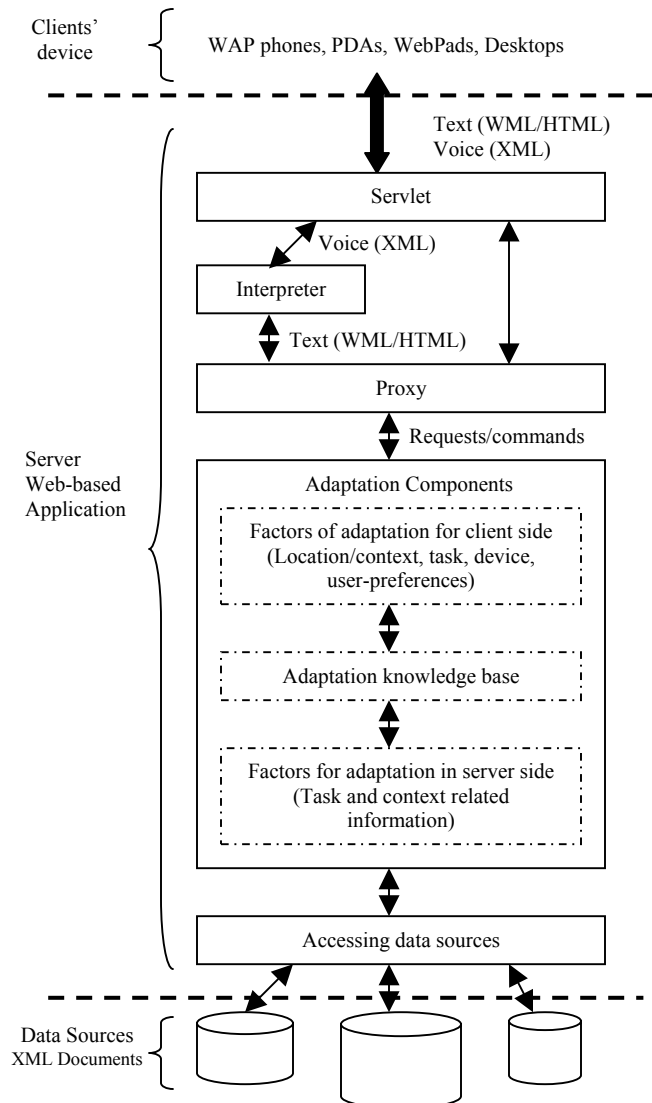 Clients'
device
WAP phones, PDAs, WebPads, Desktops
Text (WML/HTML)
Voice (XML)
Servlet
Voice (XML)
Interpreter
Text (WML/HTML)
Proxy
Requests/commands
Server
Web-based
Application
Adaptation Components
Factors of adaptation for client side
(Location/context, task, device,
user-preferences)
Adaptation knowledge base
Factors for adaptation in server side
(Task and context related
information)
Accessing data sources
Data Sources
XML Documents